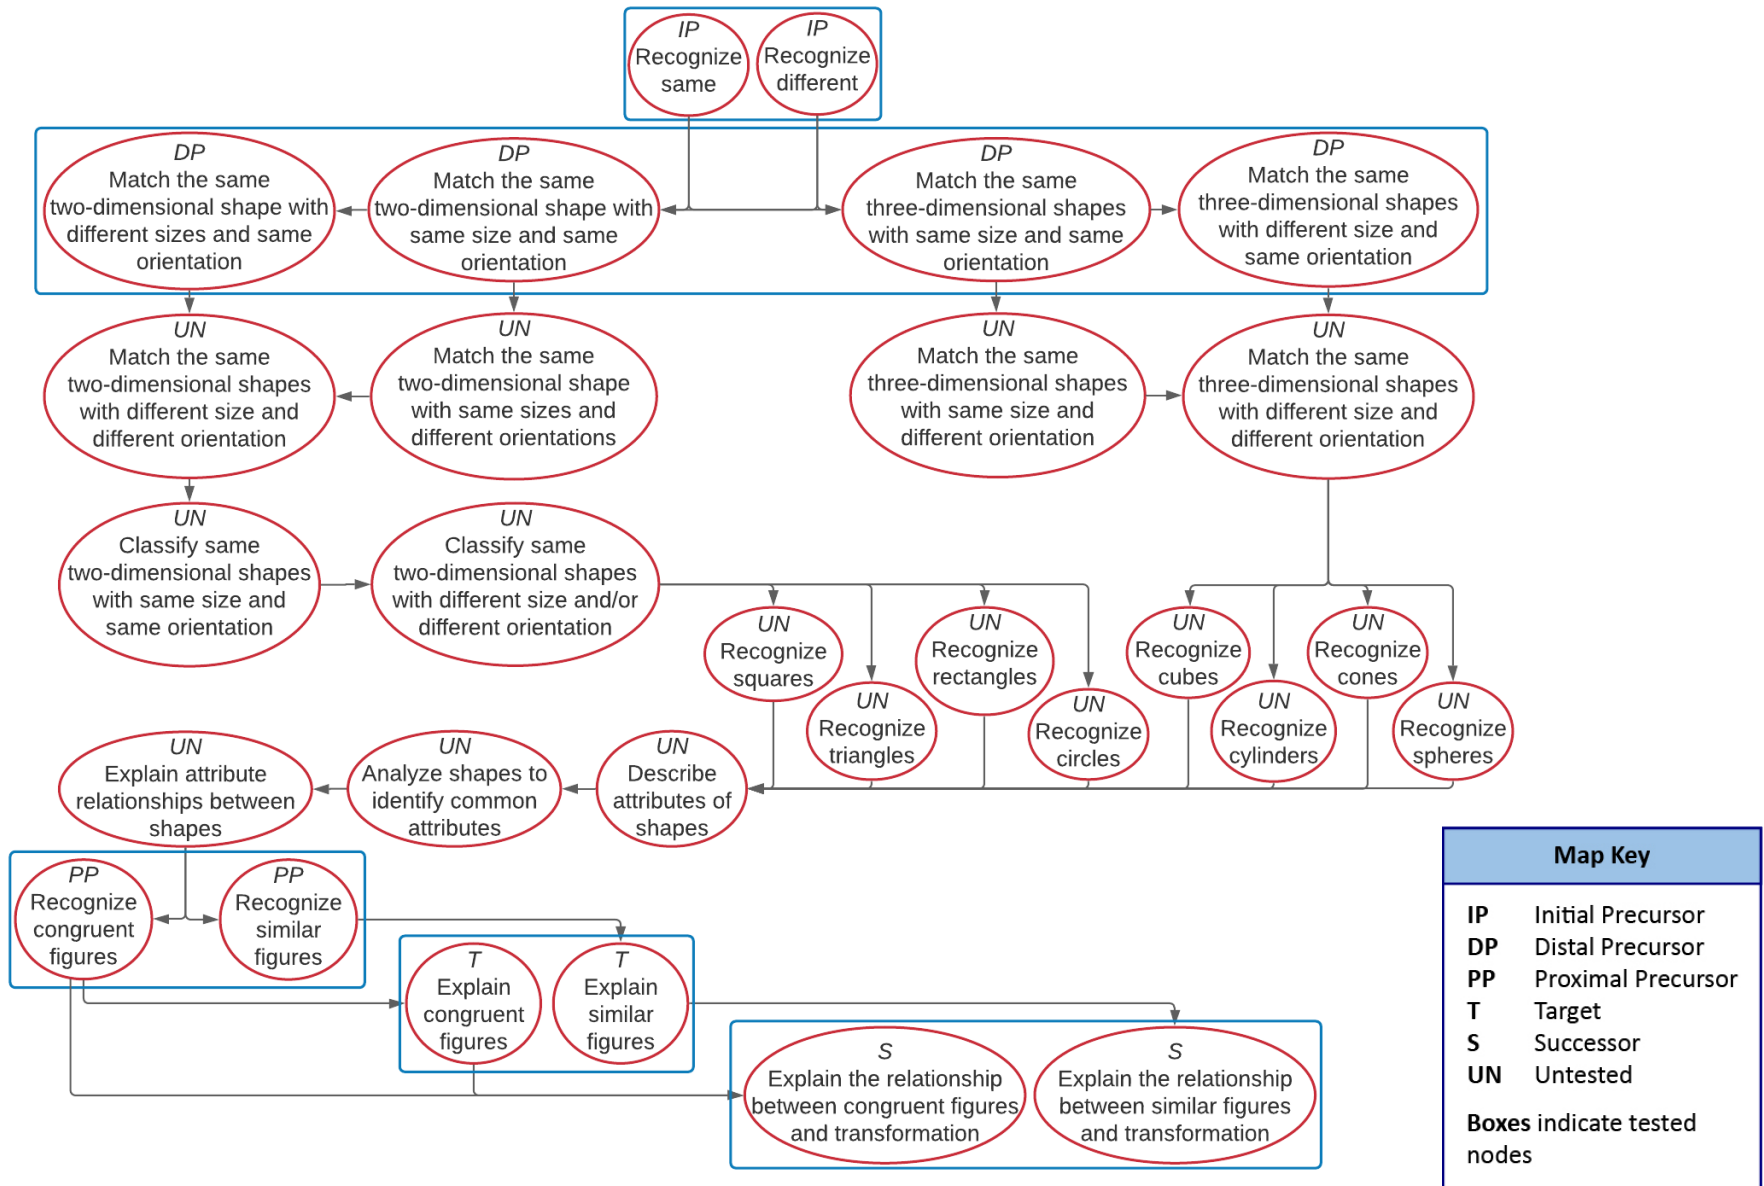 IP
Recognize
same
IP
Recognize
different
DP
Match the same
two-dimensional shape with
different sizes and same
orientation
DP
Match the same
two-dimensional shape with
same size and same
orientation
DP
Match the same
three-dimensional shapes
with same size and same
orientation
DP
Match the same
three-dimensional shapes
with different size and
same orientation
UN
Match the same
two-dimensional shapes
with different size and
different orientation
UN
Match the same
two-dimensional shape
with same sizes and
different orientations
UN
Match the same
three-dimensional shapes
with same size and
different orientation
UN
Match the same
three-dimensional shapes
with different size and
different orientation
UN
Classify same
two-dimensional shapes
with same size and
same orientation
UN
Classify same
two-dimensional shapes
with different size and/or
different orientation
UN
Recognize
squares
UN
Recognize
triangles
UN
Recognize
rectangles
UN
Recognize
circles
UN
Recognize
cubes
UN
Recognize
cylinders
UN
Recognize
cones
UN
Recognize
spheres
UN
Explain attribute
relationships between
shapes
UN
Analyze shapes to
identify common
attributes
UN
Describe
attributes of
shapes
PP
Recognize
congruent
figures
PP
Recognize
similar
figures
T
Explain
congruent
figures
T
Explain
similar
figures
S
Explain the relationship
between congruent figures
and transformation
S
Explain the relationship
between similar figures
and transformation
Map Key
IP Initial Precursor
DP Distal Precursor
PP Proximal Precursor
T Target
S Successor
UN Untested
Boxes indicate tested
nodes